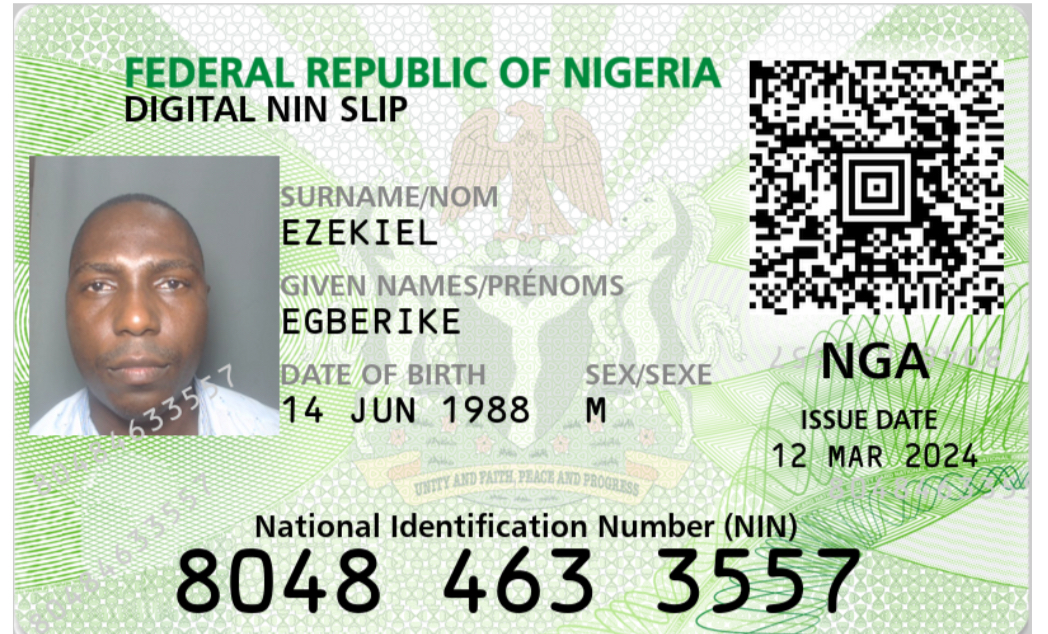 FEDERAL REPUBLIC OF NIGERIA
DIGITAL NIN SLIP
SURNAME/NOM
EZEKIEL
GIVEN NAMES/PRÉNOMS
EGBERIKE
DATE OF BIRTH SEX/SEXE
14 JUN 1988 M
NGA
ISSUE DATE
12 MAR 2024
UNITY AND FAITH, PEACE AND PROGRESS
National Identification Number (NIN)
8048 463 3557